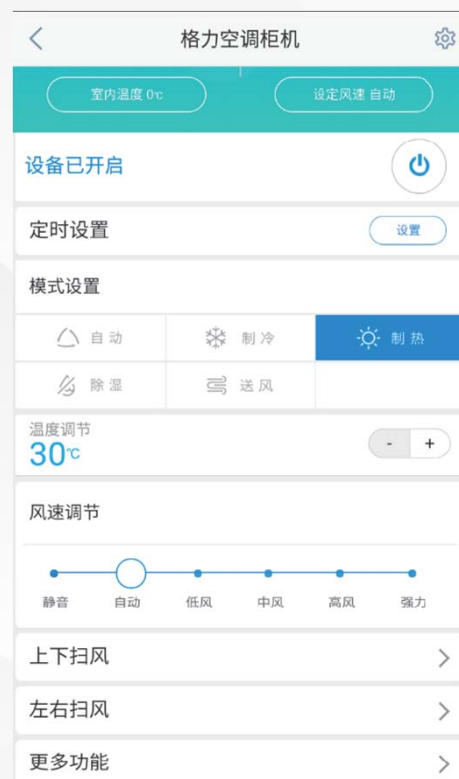 格力空调柜机
室内温度 0℃
设定风速 自动
设备已开启
定时设置
设置
模式设置
自动
制冷
制热
除湿
送风
温度调节
30℃
- +
风速调节
静音 自动 低风 中风 高风 强力
上下扫风
左右扫风
更多功能